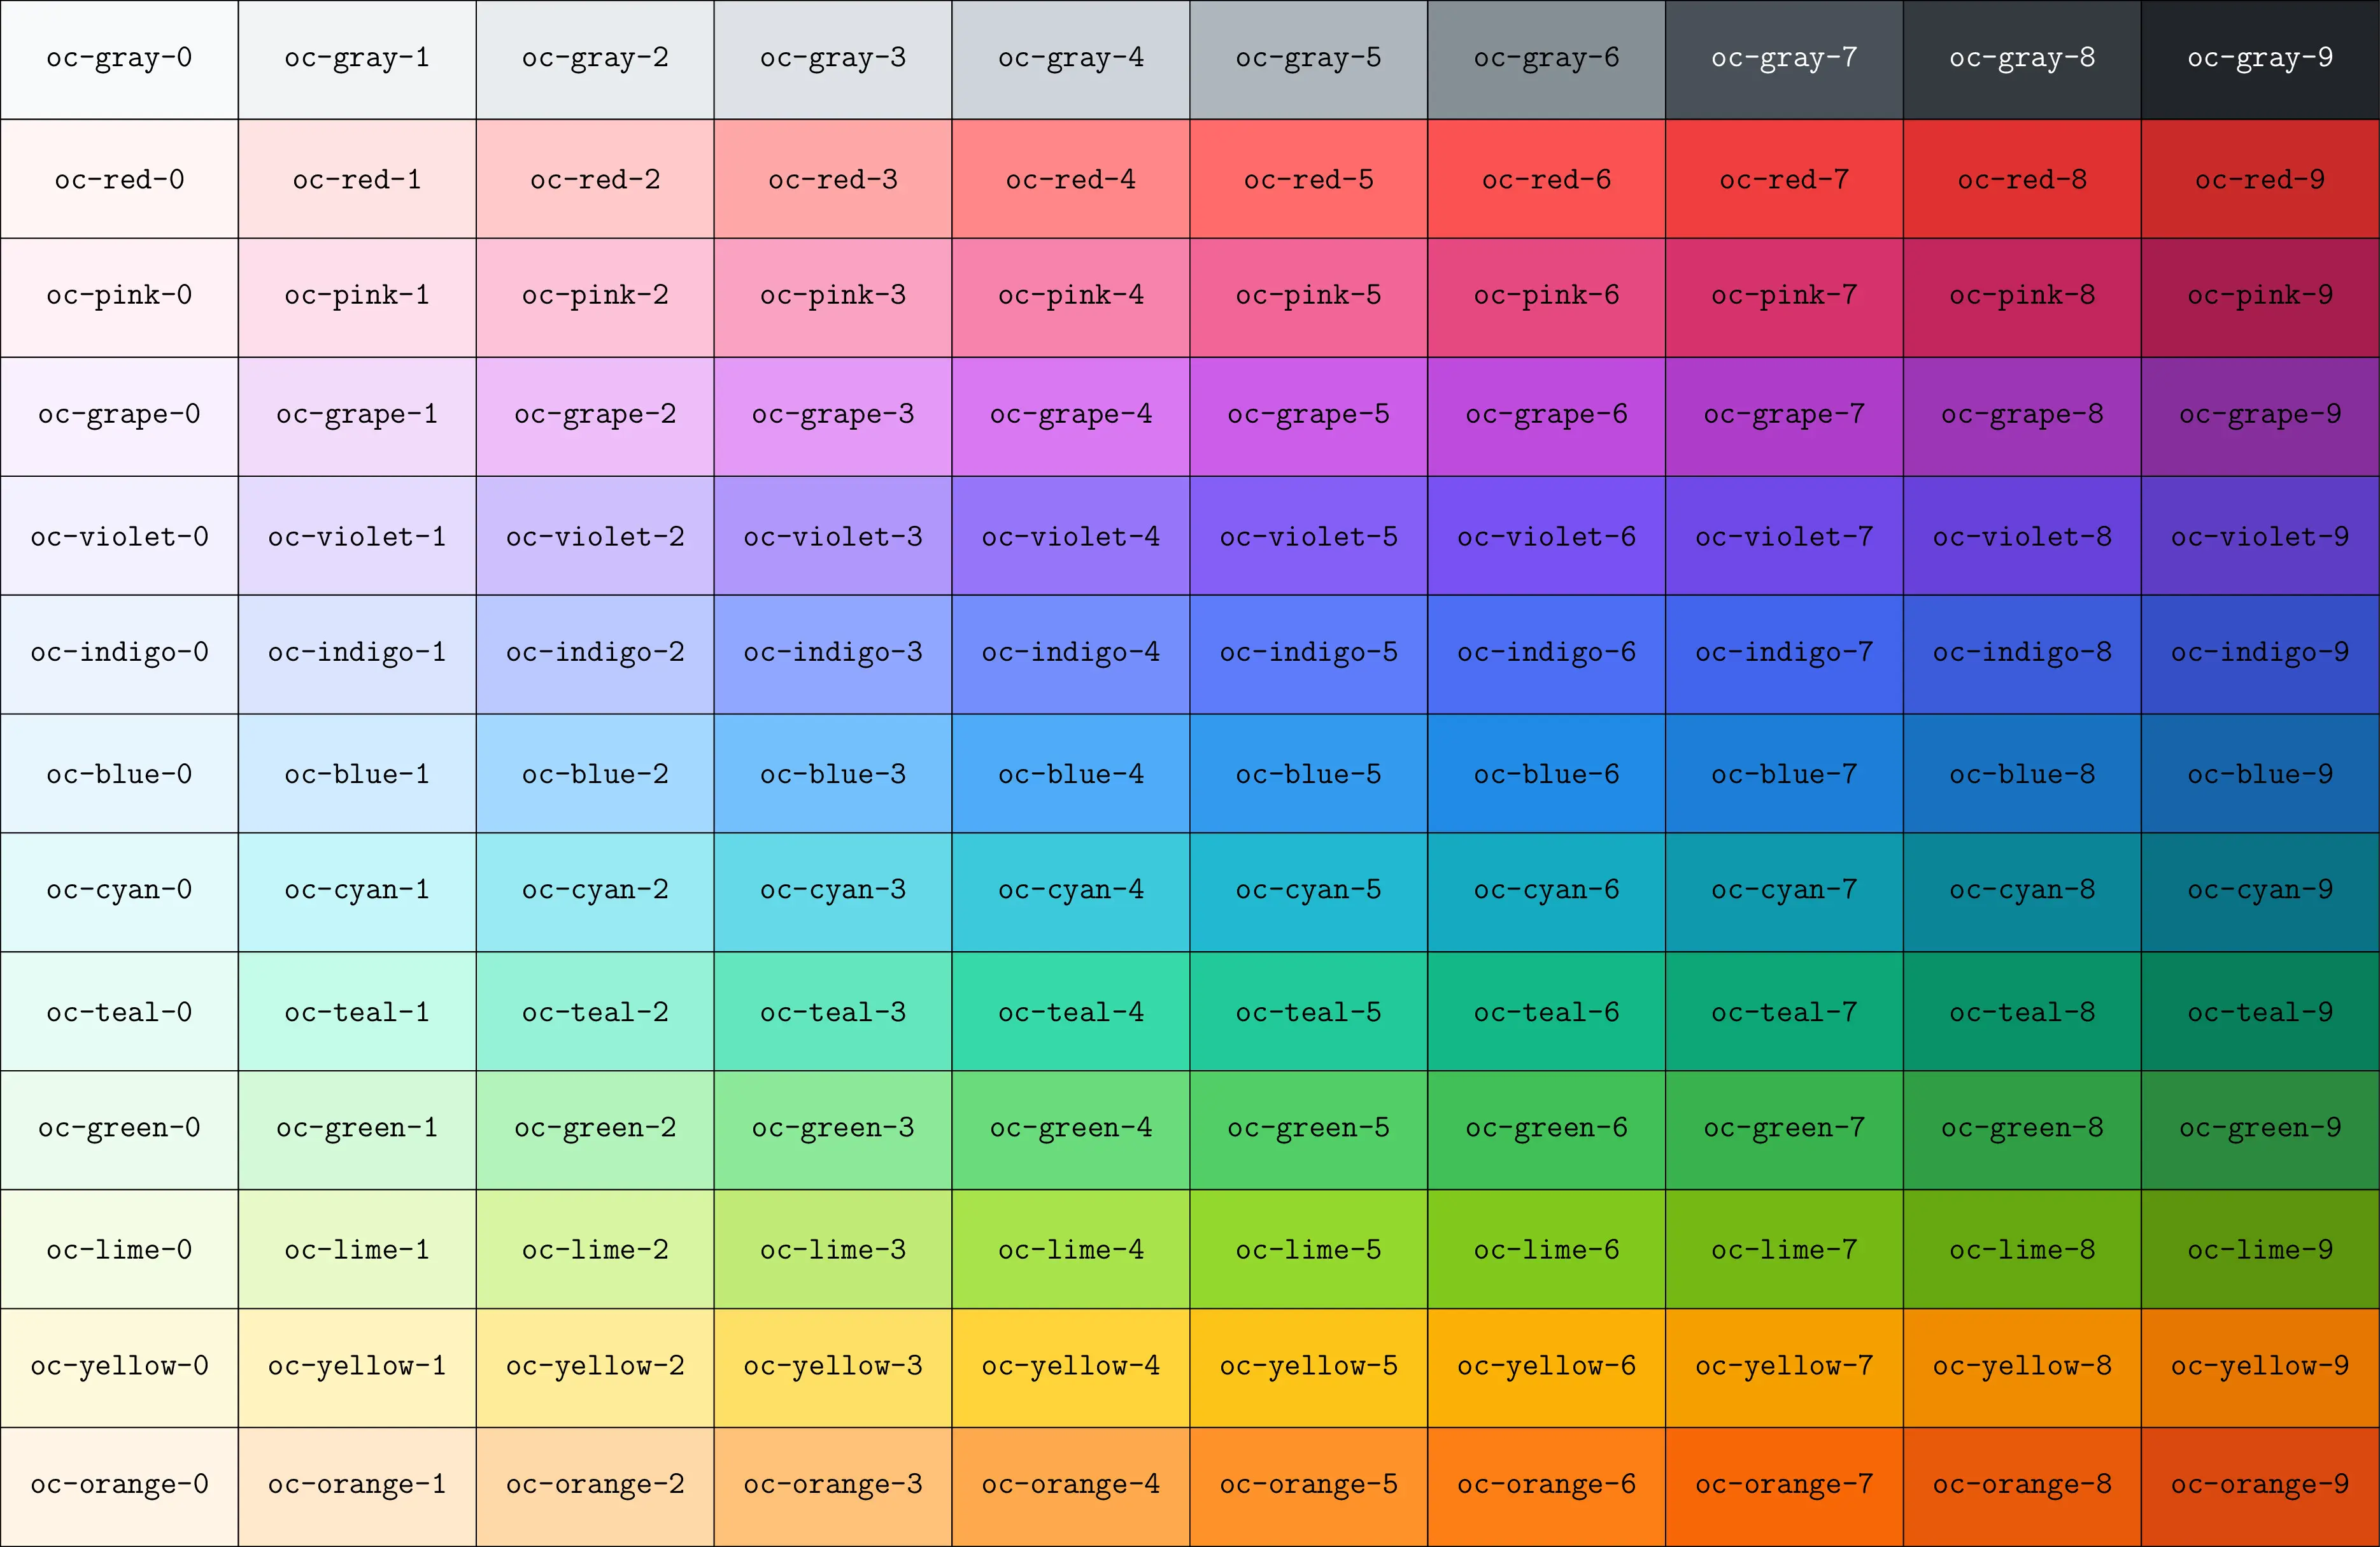 oc-gray-0 oc-gray-1 oc-gray-2 oc-gray-3 oc-gray-4 oc-gray-5 oc-gray-6 oc-gray-7 oc-gray-8 oc-gray-9
oc-red-0 oc-red-1 oc-red-2 oc-red-3 oc-red-4 oc-red-5 oc-red-6 oc-red-7 oc-red-8 oc-red-9
oc-pink-0 oc-pink-1 oc-pink-2 oc-pink-3 oc-pink-4 oc-pink-5 oc-pink-6 oc-pink-7 oc-pink-8 oc-pink-9
oc-grape-0 oc-grape-1 oc-grape-2 oc-grape-3 oc-grape-4 oc-grape-5 oc-grape-6 oc-grape-7 oc-grape-8 oc-grape-9
oc-violet-0 oc-violet-1 oc-violet-2 oc-violet-3 oc-violet-4 oc-violet-5 oc-violet-6 oc-violet-7 oc-violet-8 oc-violet-9
oc-indigo-0 oc-indigo-1 oc-indigo-2 oc-indigo-3 oc-indigo-4 oc-indigo-5 oc-indigo-6 oc-indigo-7 oc-indigo-8 oc-indigo-9
oc-blue-0 oc-blue-1 oc-blue-2 oc-blue-3 oc-blue-4 oc-blue-5 oc-blue-6 oc-blue-7 oc-blue-8 oc-blue-9
oc-cyan-0 oc-cyan-1 oc-cyan-2 oc-cyan-3 oc-cyan-4 oc-cyan-5 oc-cyan-6 oc-cyan-7 oc-cyan-8 oc-cyan-9
oc-teal-0 oc-teal-1 oc-teal-2 oc-teal-3 oc-teal-4 oc-teal-5 oc-teal-6 oc-teal-7 oc-teal-8 oc-teal-9
oc-green-0 oc-green-1 oc-green-2 oc-green-3 oc-green-4 oc-green-5 oc-green-6 oc-green-7 oc-green-8 oc-green-9
oc-lime-0 oc-lime-1 oc-lime-2 oc-lime-3 oc-lime-4 oc-lime-5 oc-lime-6 oc-lime-7 oc-lime-8 oc-lime-9
oc-yellow-0 oc-yellow-1 oc-yellow-2 oc-yellow-3 oc-yellow-4 oc-yellow-5 oc-yellow-6 oc-yellow-7 oc-yellow-8 oc-yellow-9
oc-orange-0 oc-orange-1 oc-orange-2 oc-orange-3 oc-orange-4 oc-orange-5 oc-orange-6 oc-orange-7 oc-orange-8 oc-orange-9